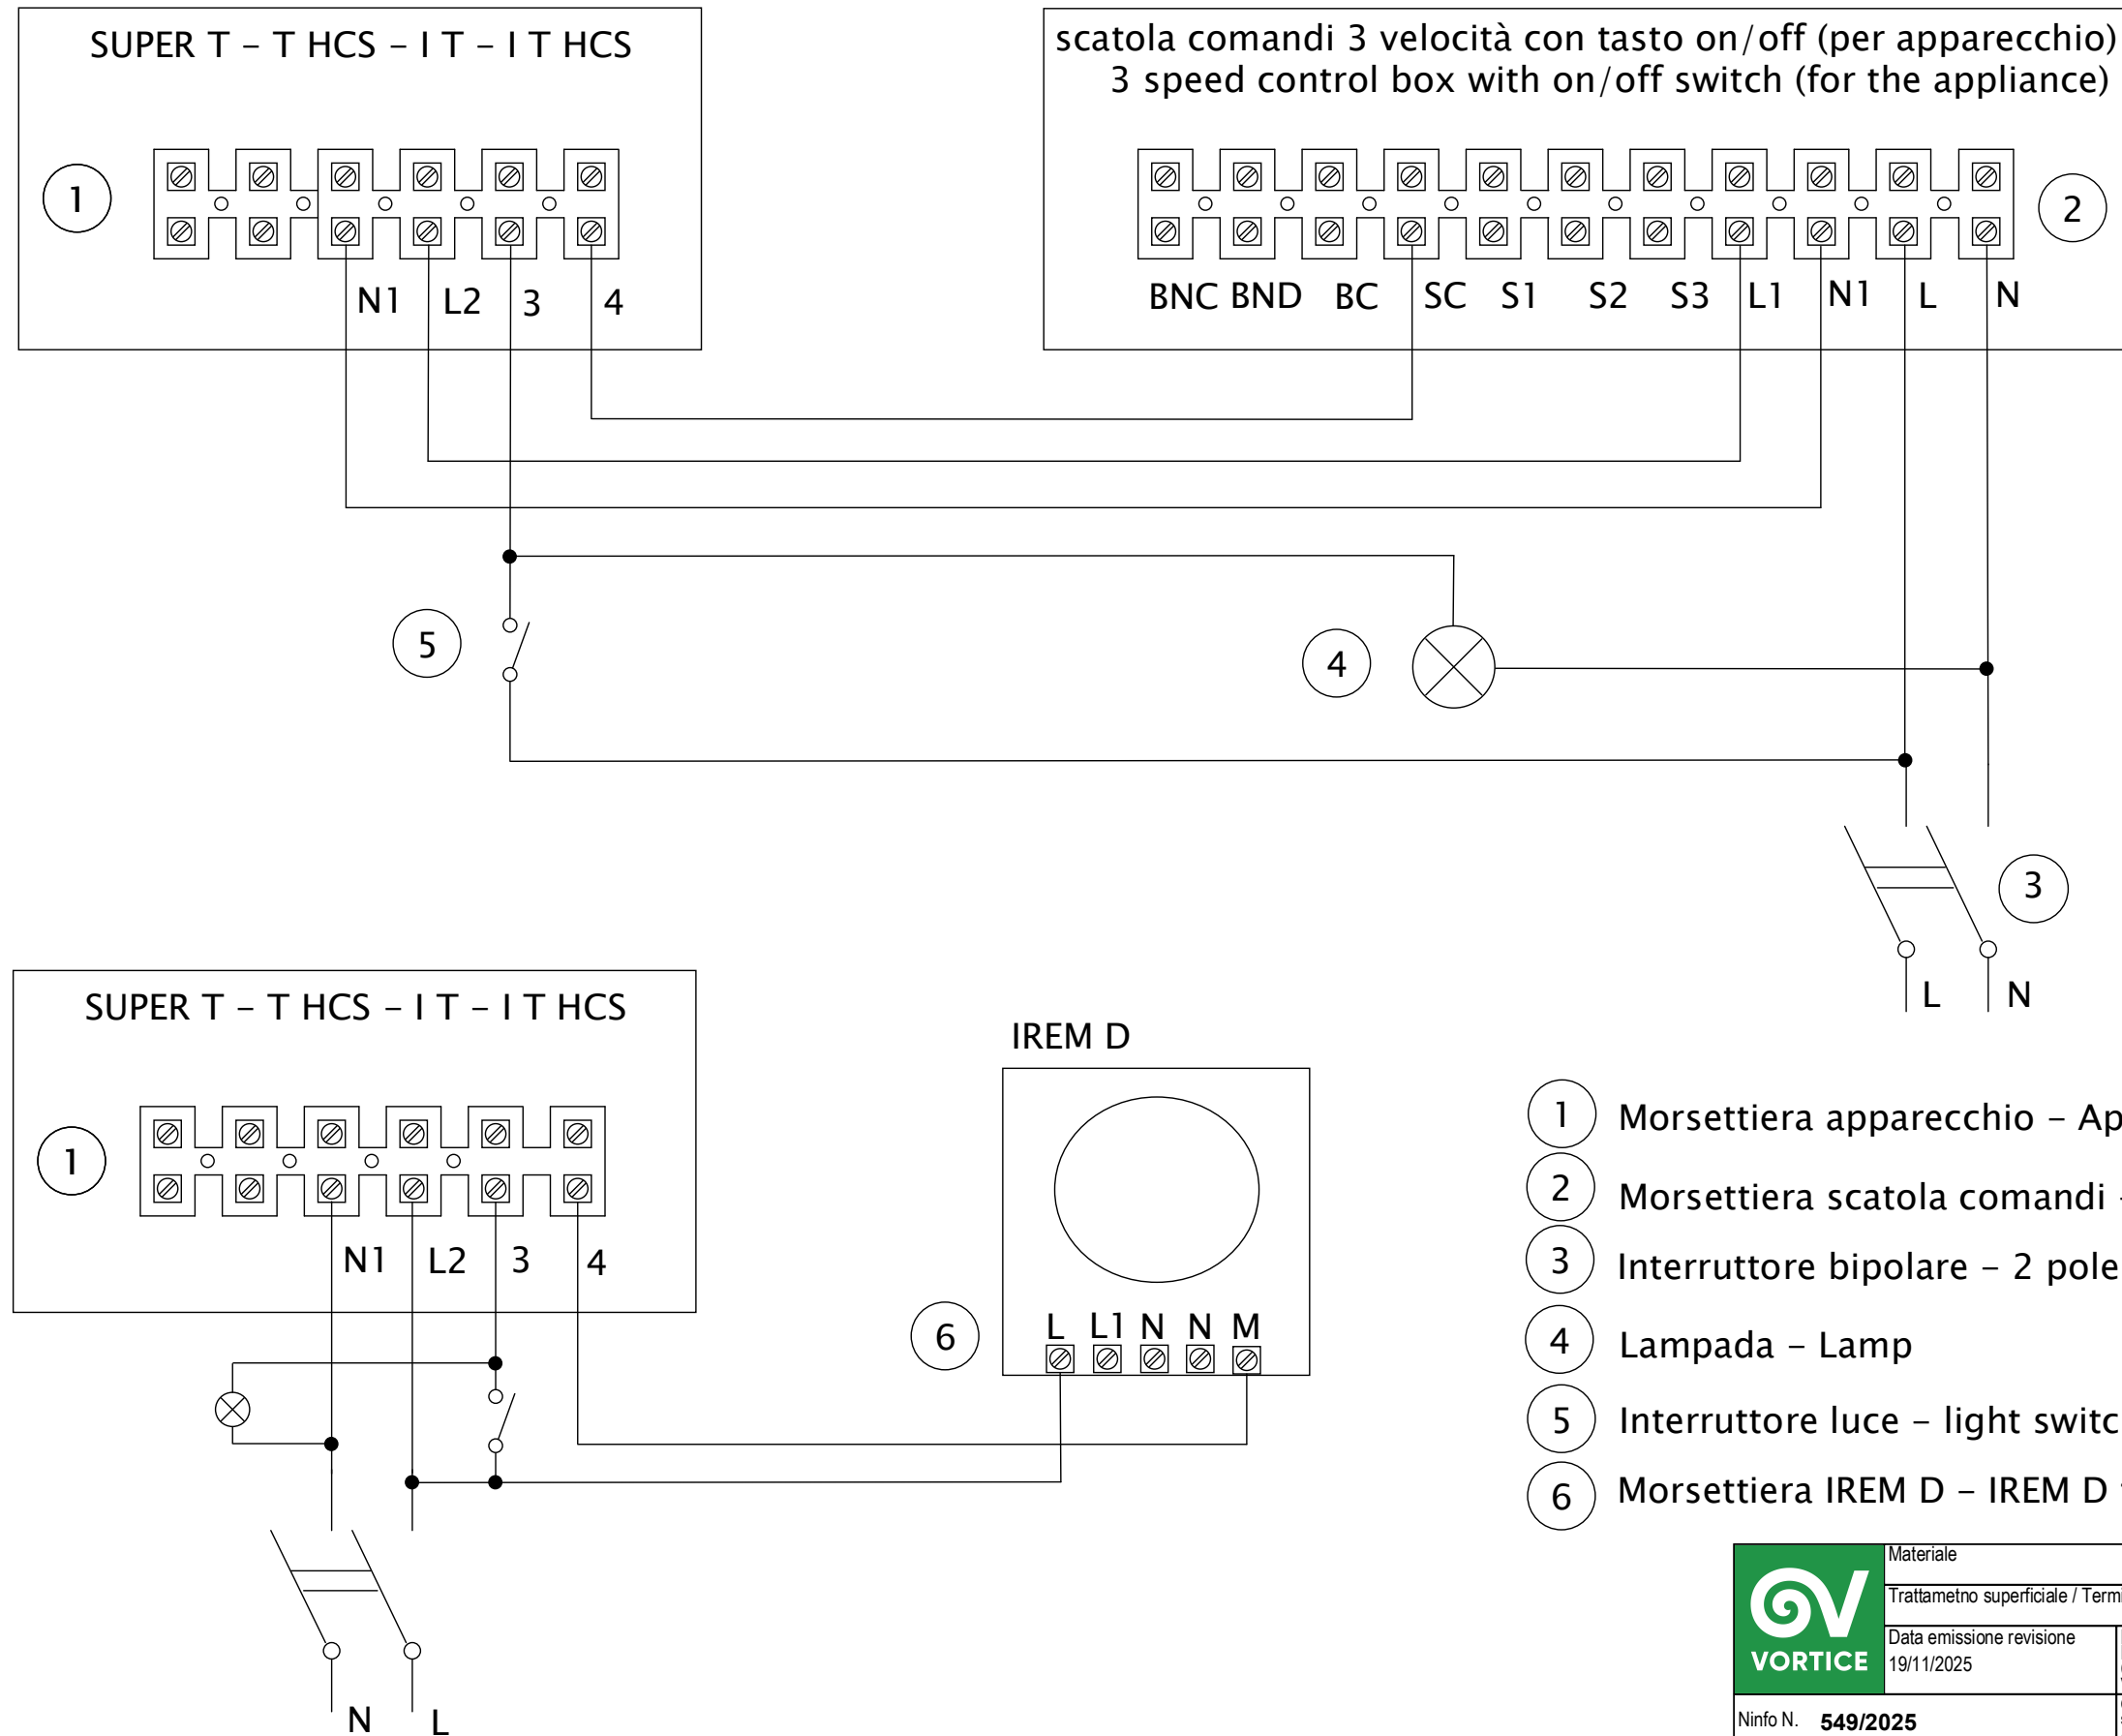 SUPER T – T HCS – I T – I T HCS
1
N1 L2 3 4
scatola comandi 3 velocità con tasto on/off (per apparecchio)
3 speed control box with on/off switch (for the appliance)
2
BNC BND BC SC S1 S2 S3 L1 N1 L N
5
4
3
L N
SUPER T – T HCS – I T – I T HCS
1
N1 L2 3 4
N L
IREM D
6
L L1 N N M
1 Morsettiera apparecchio –
2 Morsettiera scatola comandi
3 Interruttore bipolare – 2 pole
4 Lampada – Lamp
5 Interruttore luce – light
6 Morsettiera IREM D – IREM D
VORTICE
Materiale
Trattametno superficiale /
Data emissione revisione
19/11/2025
Ninfo N. 549/2025